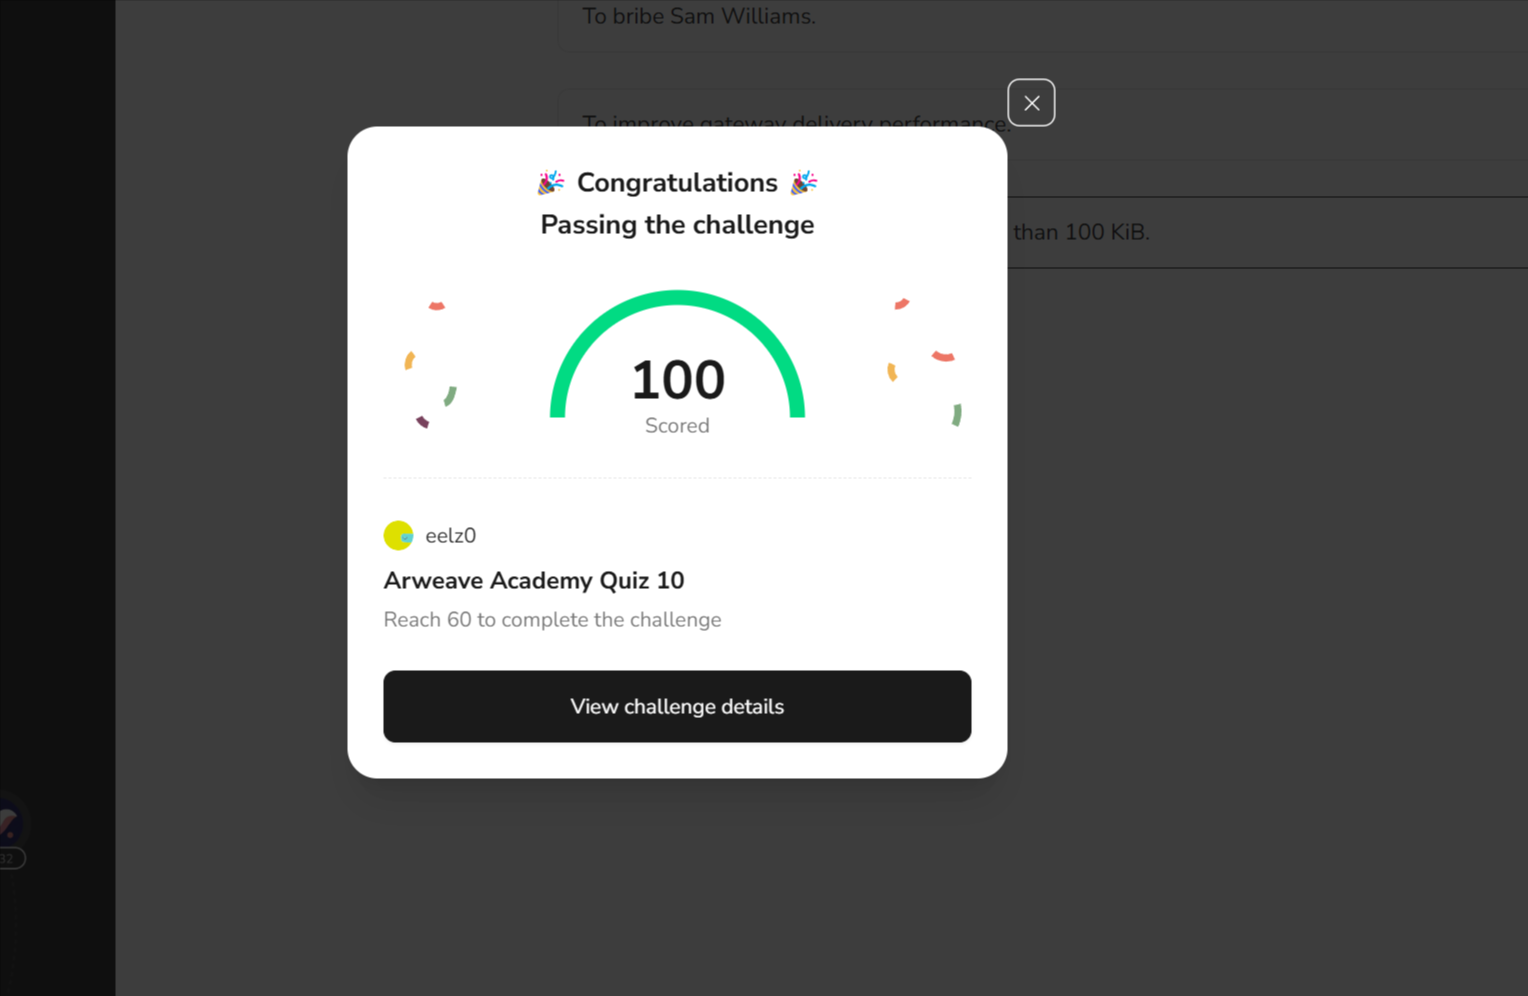 To bribe Sam Williams.
To improve gateway delivery performance.
🎉 Congratulations 🎉
Passing the challenge
than 100 KiB.
100
Scored
eelz0
Arweave Academy Quiz 10
Reach 60 to complete the challenge
View challenge details
32